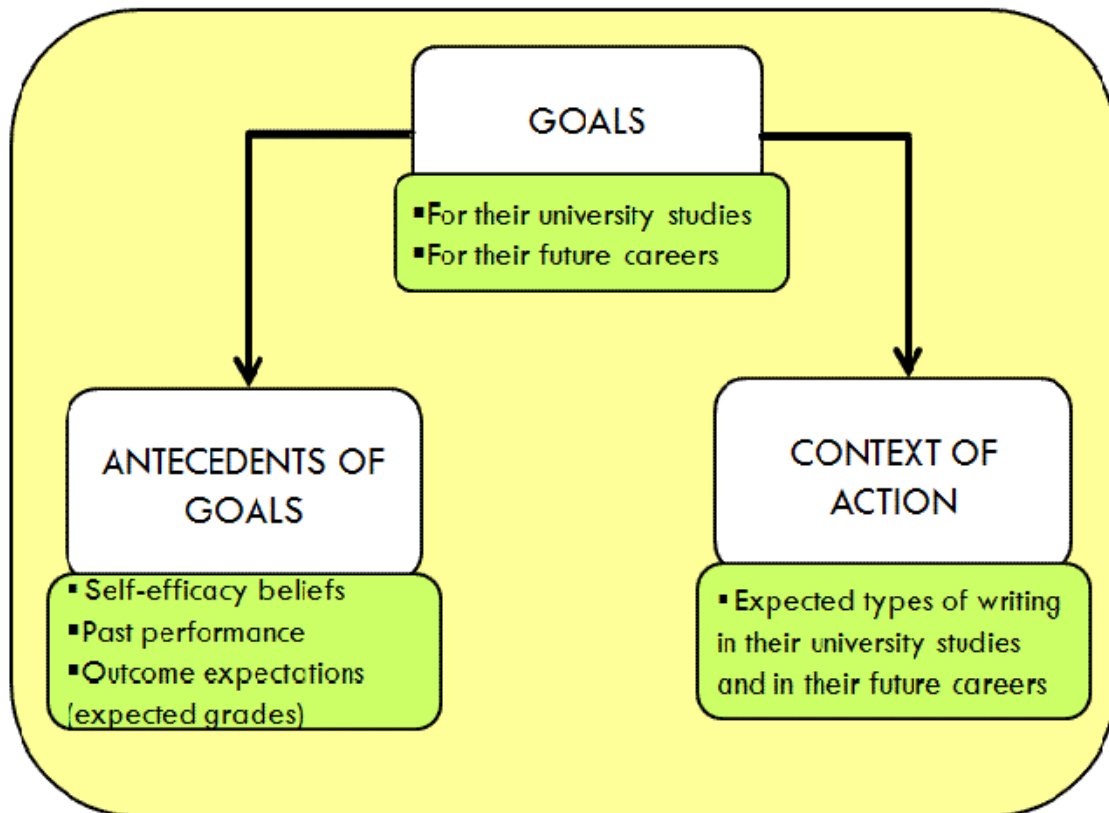 GOALS
▪For their university studies
▪For their future careers
ANTECEDENTS OF
GOALS
▪ Self-efficacy beliefs
▪Past performance
▪Outcome expectations
(expected grades)
CONTEXT OF
ACTION
▪ Expected types of writing
in their university studies
and in their future careers